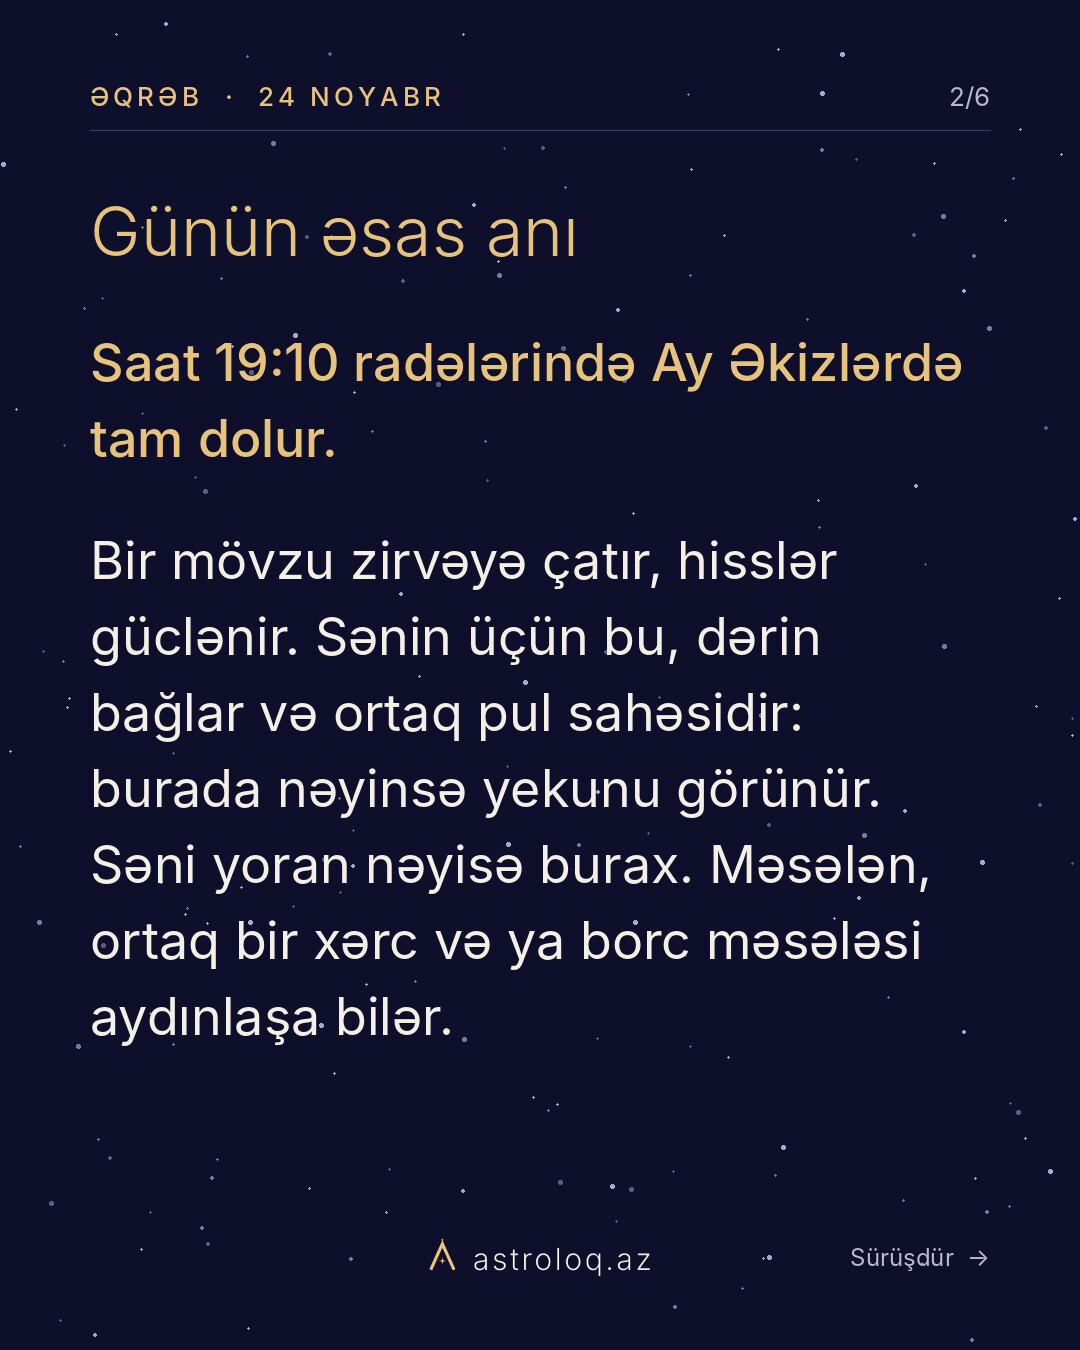 ƏQRƏB · 24 NOYABR
2/6
Günün əsas anı
Saat 19:10 radələrində Ay Əkizlərdə
tam dolur.
Bir mövzu zirvəyə çatır, hisslər
güclənir. Sənin üçün bu, dərin
bağlar və ortaq pul sahəsidir:
burada nəyinsə yekunu görünür.
Səni yoran nəyisə burax. Məsələn,
ortaq bir xərc və ya borc məsələsi
aydınlaşa bilər.
astroloq.az
Sürüşdür →